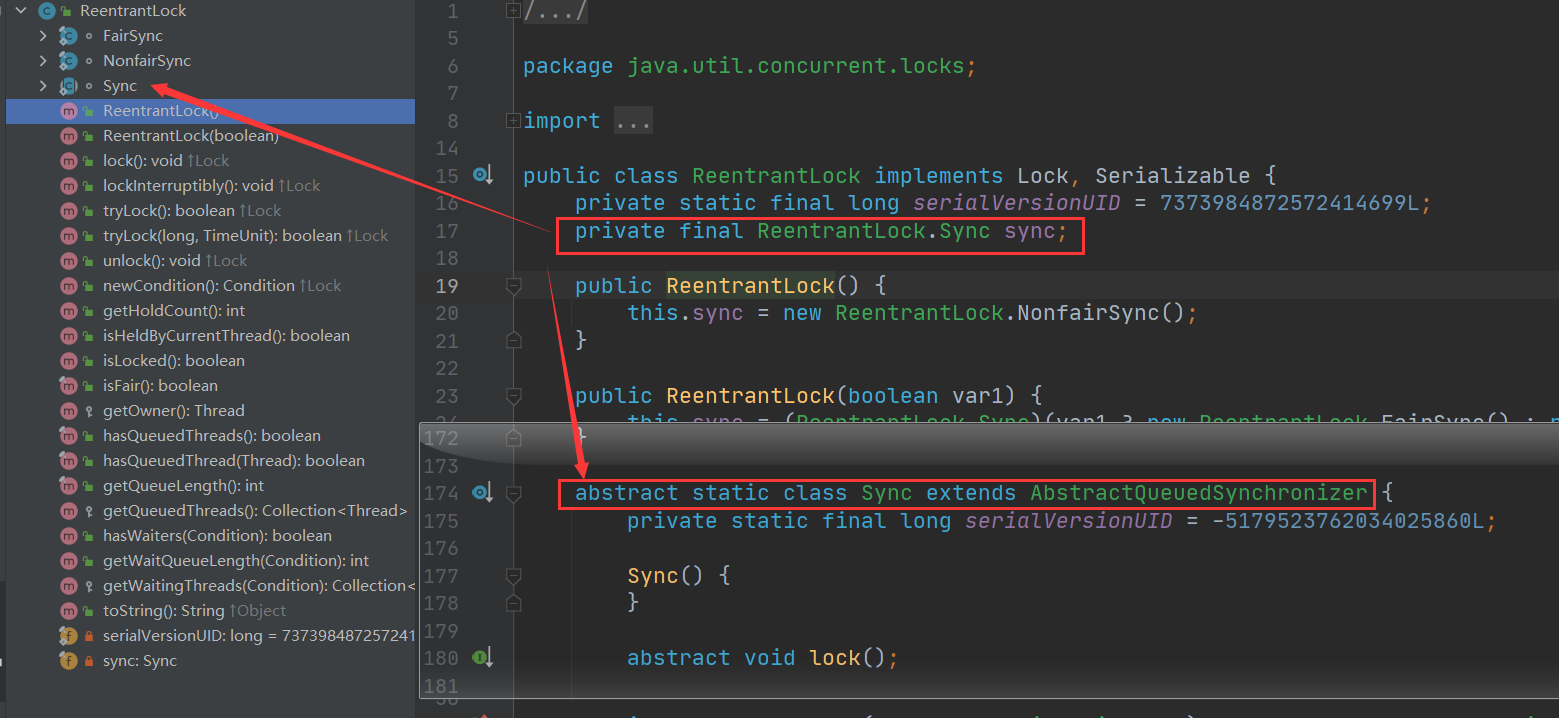 ReentrantLock
FairSync
NonfairSync
Sync
ReentrantLock()
ReentrantLock(boolean)
lock(): void ↑Lock
lockInterruptibly(): void ↑Lock
tryLock(): boolean ↑Lock
tryLock(long, TimeUnit): boolean ↑Lock
unlock(): void ↑Lock
newCondition(): Condition ↑Lock
getHoldCount(): int
isHeldByCurrentThread(): boolean
isLocked(): boolean
isFair(): boolean
getOwner(): Thread
hasQueuedThreads(): boolean
hasQueuedThread(Thread): boolean
getQueueLength(): int
getQueuedThreads(): Collection<Thread>
hasWaiters(Condition): boolean
getWaitQueueLength(Condition): int
getWaitingThreads(Condition): Collection<
toString(): String ↑Object
serialVersionUID: long = 737398487257241
sync: Sync
1 /.../
5
6 package java.util.concurrent.locks;
7
8 import ...
14
15 public class ReentrantLock implements Lock, Serializable {
16 private static final long serialVersionUID = 7373984872572414699L;
17 private final ReentrantLock.Sync sync;
18
19 public ReentrantLock() {
20 this.sync = new ReentrantLock.NonfairSync();
21 }
22
23 public ReentrantLock(boolean var1) {
172 }
173
174 abstract static class Sync extends AbstractQueuedSynchronizer {
175 private static final long serialVersionUID = -5179523762034025860L;
176
177 Sync() {
178 }
179
180 abstract void lock();
181